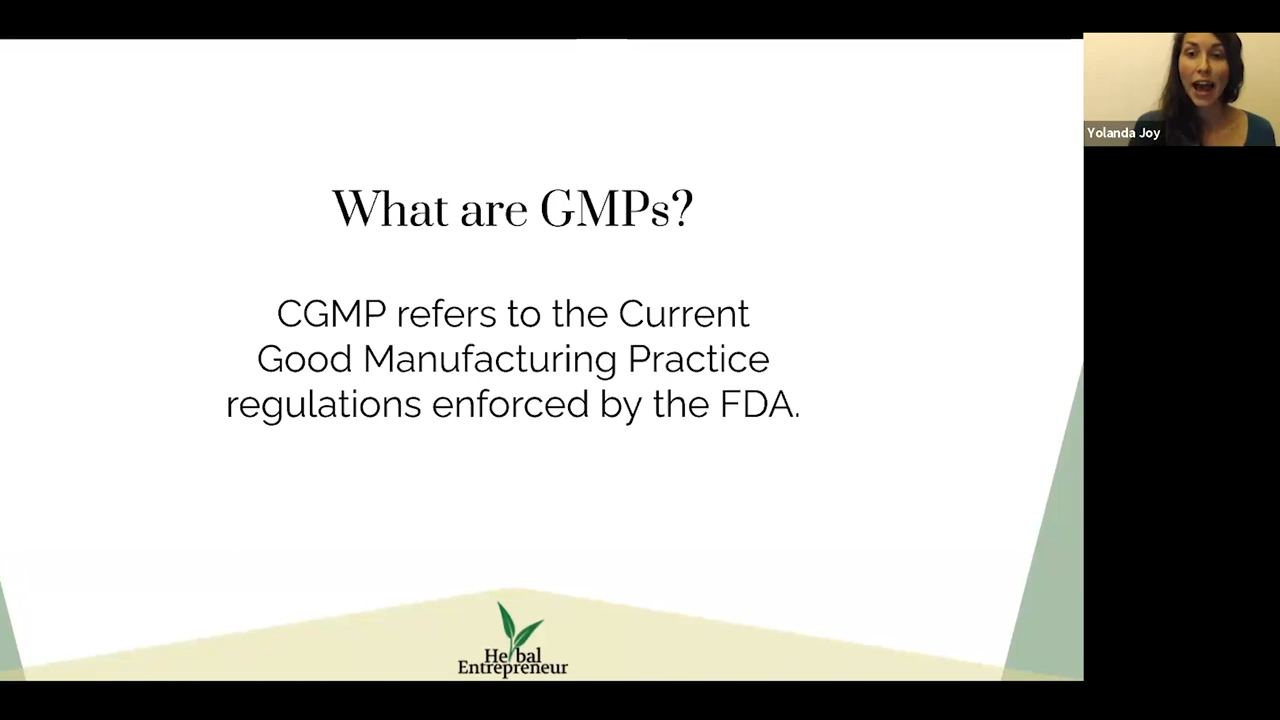 What are GMPs?
CGMP refers to the Current
Good Manufacturing Practice
regulations enforced by the FDA.
Herbal
Entrepreneur
Yolanda Joy